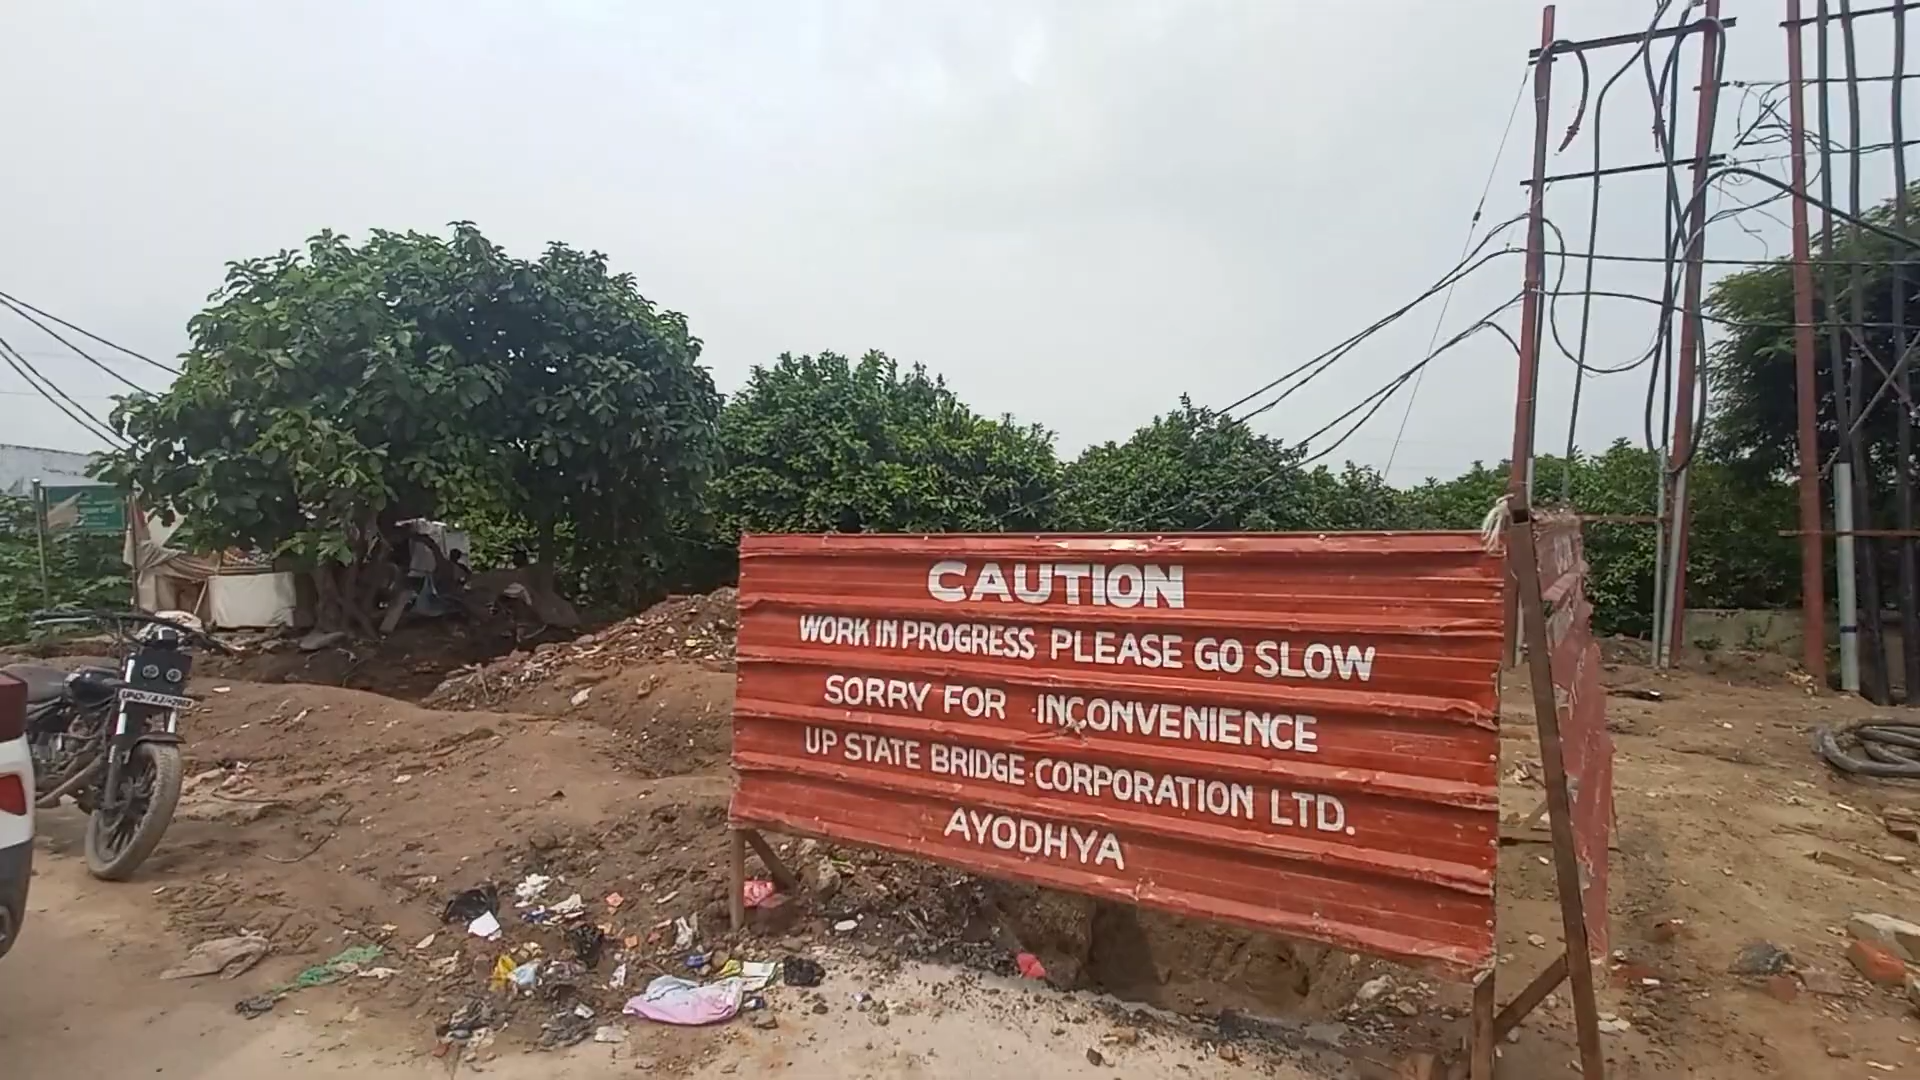 CAUTION
WORK IN PROGRESS PLEASE GO SLOW
SORRY FOR INCONVENIENCE
UP STATE BRIDGE CORPORATION LTD.
AYODHYA